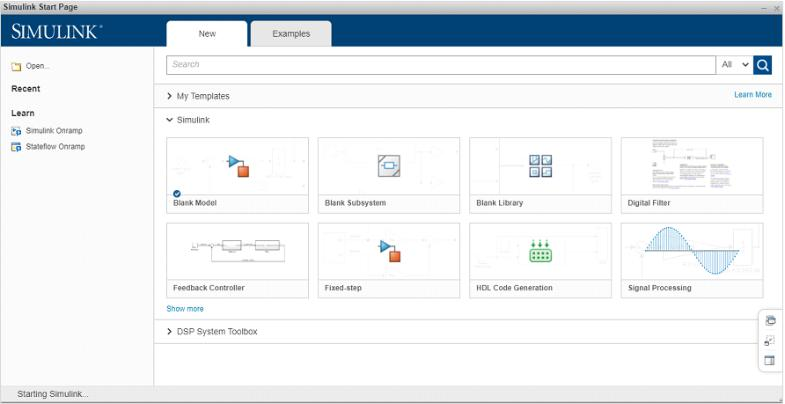 Simulink Start Page
SIMULINK®
New
Examples
Open...
Recent
Learn
Simulink Onramp
Stateflow Onramp
Search
All
My Templates
Learn More
Simulink
Blank Model
Blank Subsystem
Blank Library
Digital Filter
Feedback Controller
Fixed-step
HDL Code Generation
Signal Processing
Show more
DSP System Toolbox
Starting Simulink...